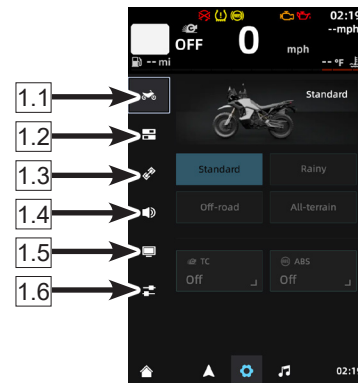 02:19
--mph
OFF 0 mph
-- mi
-- °F
1.1
Standard
1.2
1.3
Standard Rainy
1.4
Off-road All-terrain
1.5
TC ABS
1.6
Off Off
02:19